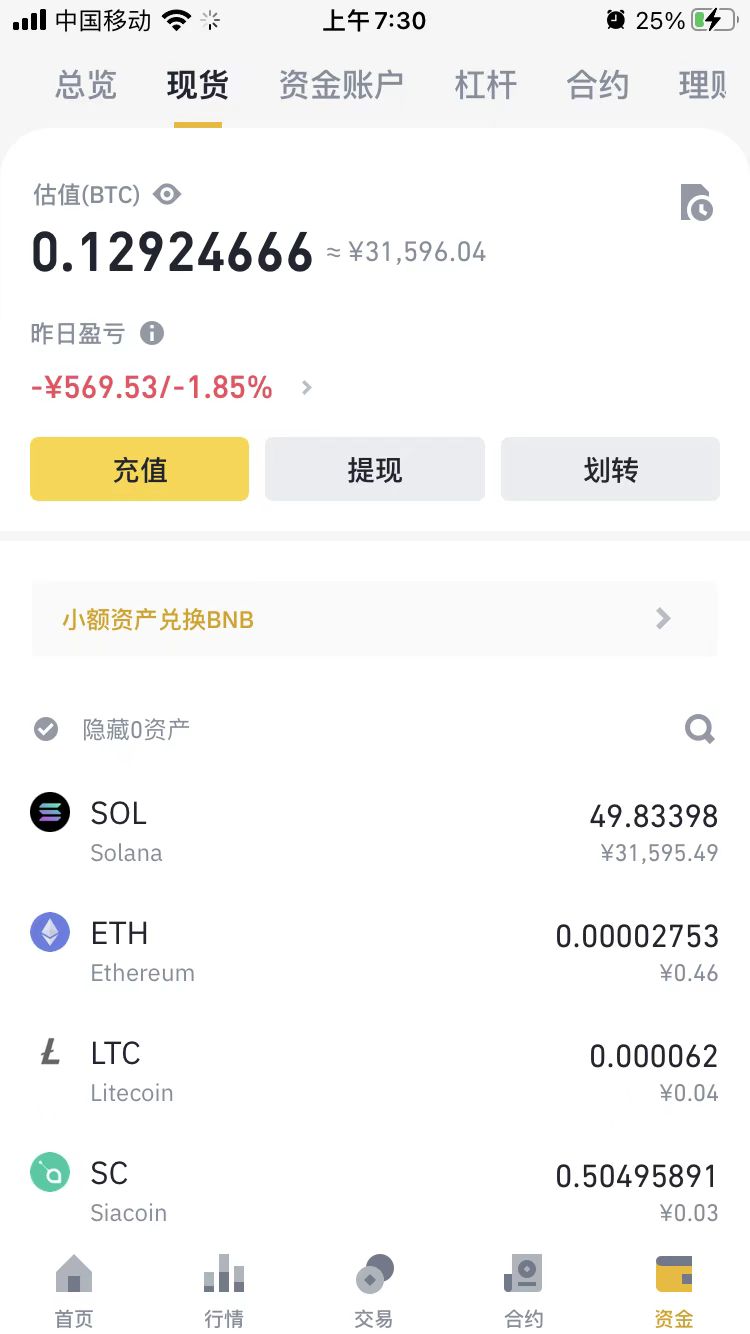 中国移动 上午7:30 25%
总览 现货 资金账户 杠杆 合约 理财
估值(BTC)
0.12924666 ≈ ¥31,596.04
昨日盈亏
-¥569.53/-1.85%
充值 提现 划转
小额资产兑换BNB
隐藏0资产
SOL 49.83398
Solana ¥31,595.49
ETH 0.00002753
Ethereum ¥0.46
LTC 0.000062
Litecoin ¥0.04
SC 0.50495891
Siacoin ¥0.03
首页 行情 交易 合约 资金